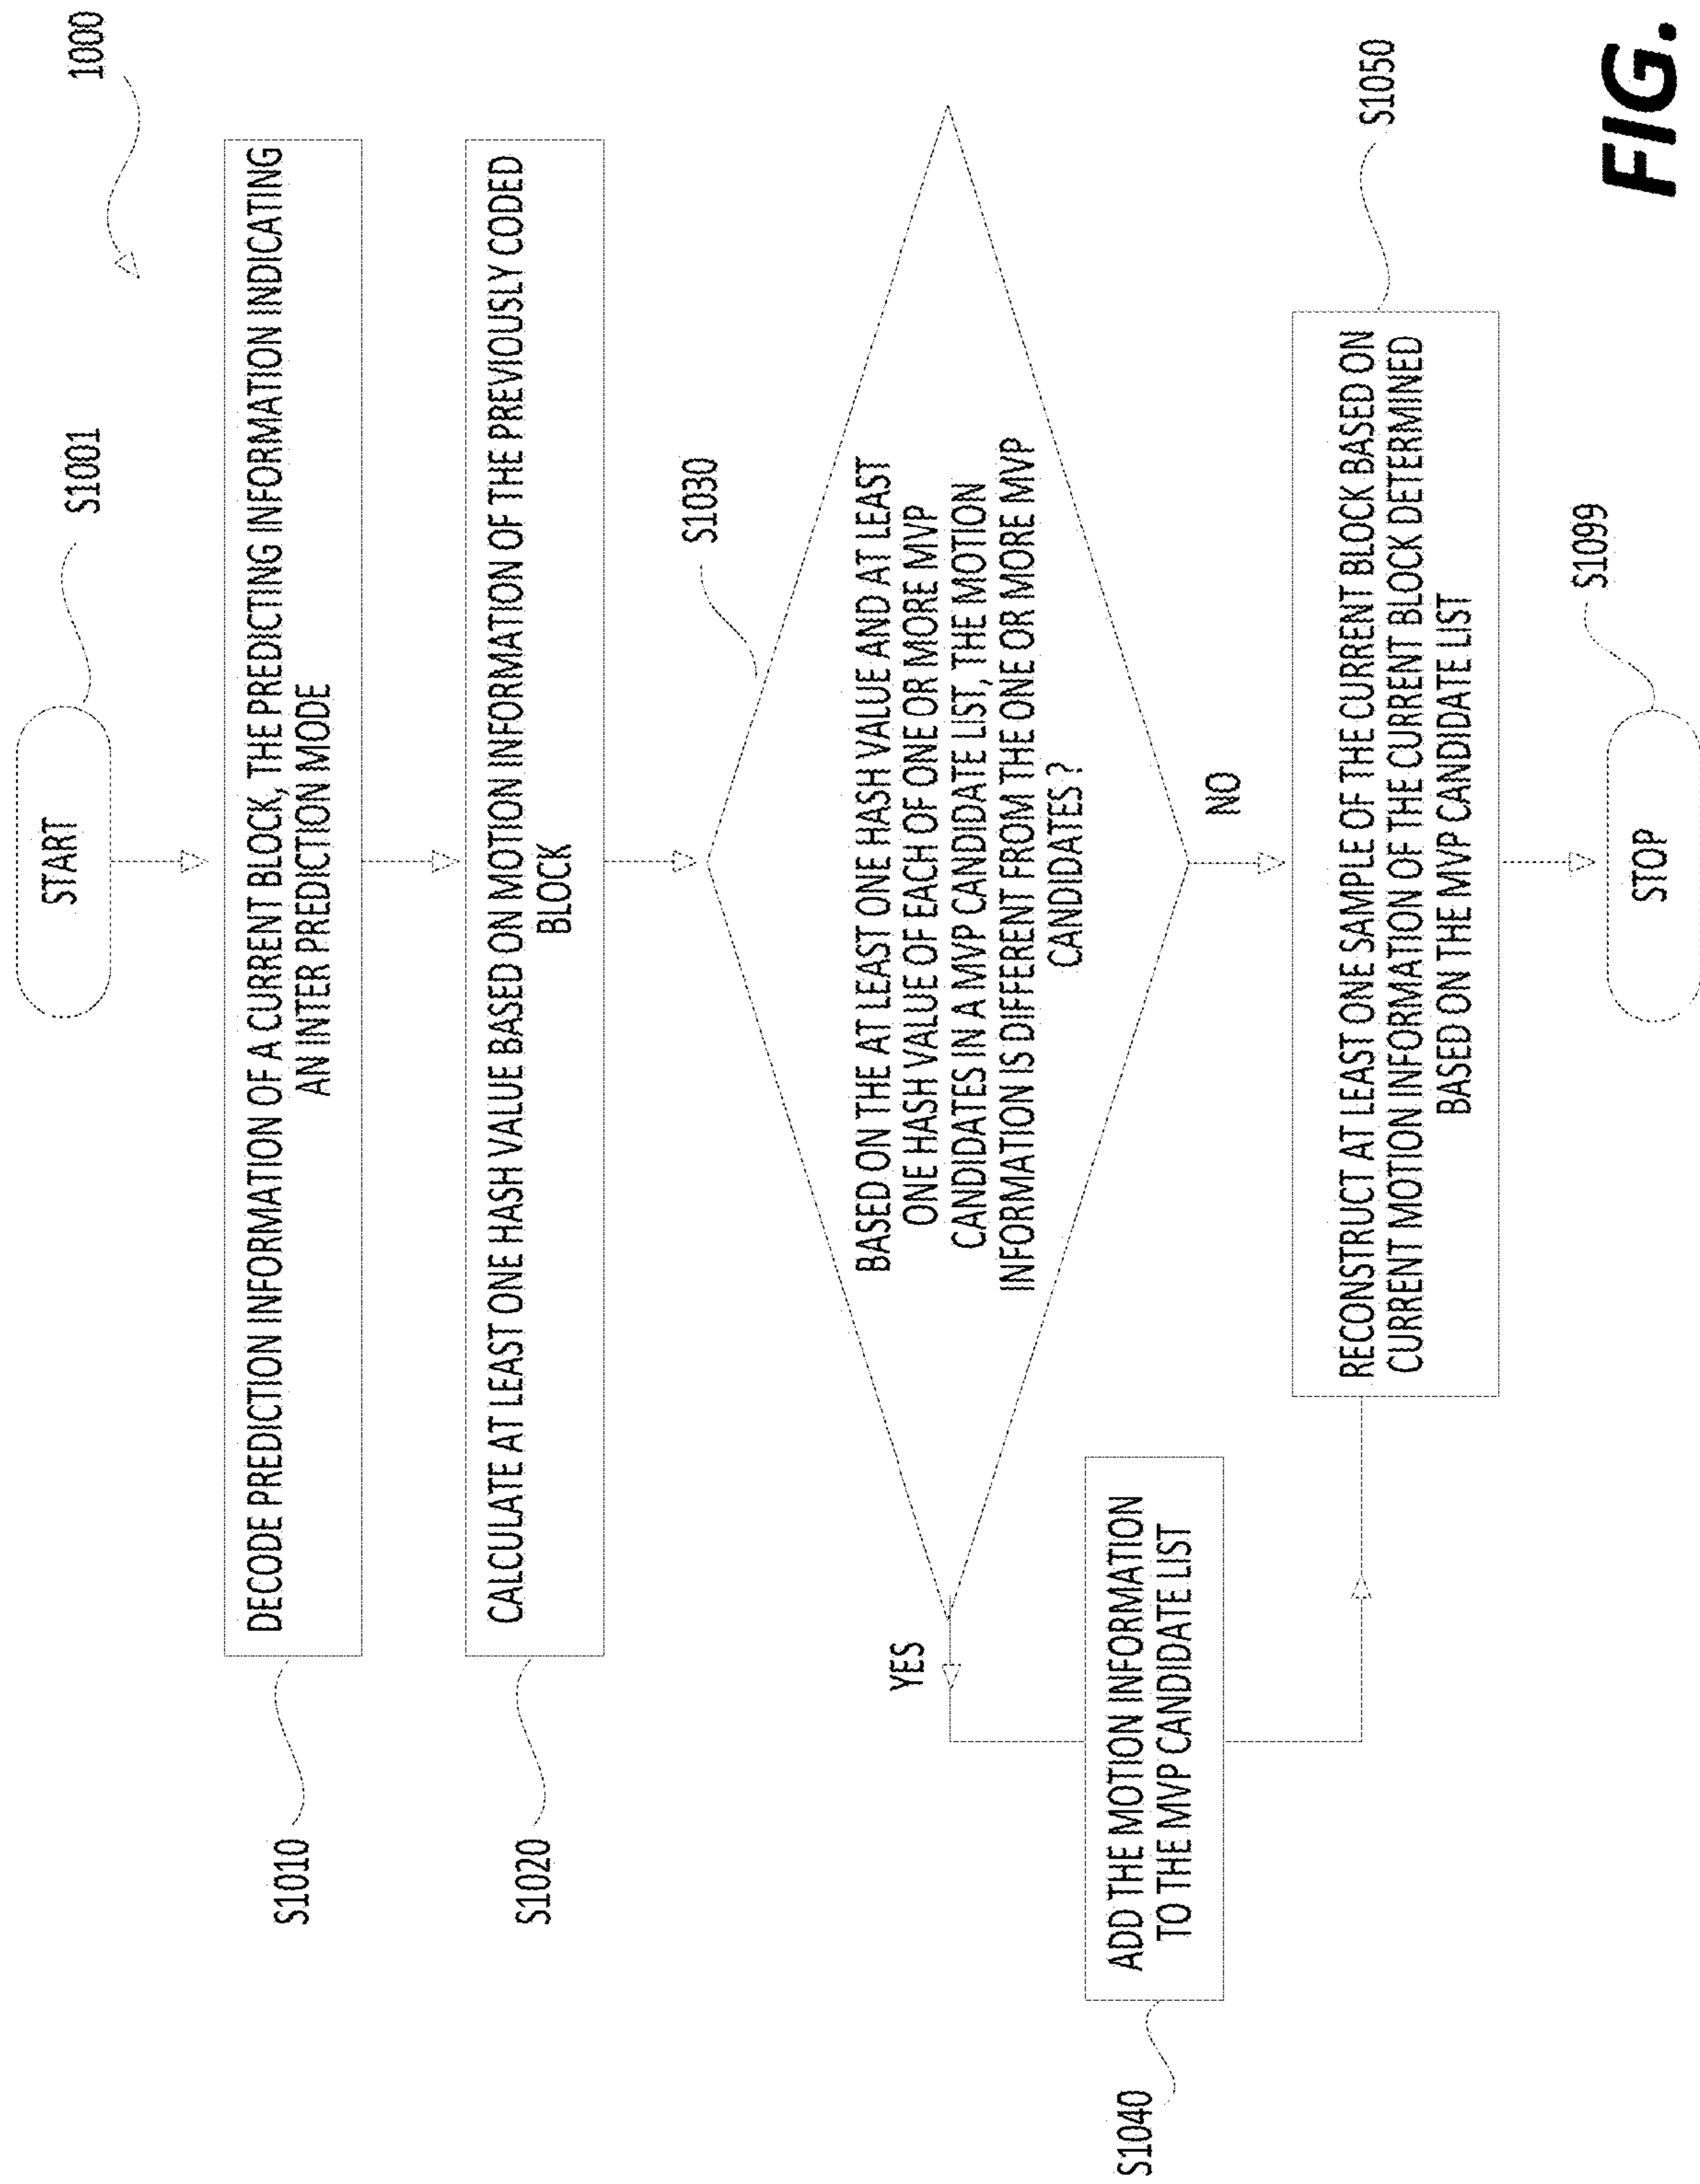 1000
START
S1001
DECODE PREDICTION INFORMATION OF A CURRENT BLOCK, THE PREDICTING INFORMATION INDICATING
AN INTER PREDICTION MODE
S1010
CALCULATE AT LEAST ONE HASH VALUE BASED ON MOTION INFORMATION OF THE PREVIOUSLY CODED
BLOCK
S1020
S1030
BASED ON THE AT LEAST ONE HASH VALUE AND AT LEAST
ONE HASH VALUE OF EACH OF ONE OR MORE MVP
CANDIDATES IN A MVP CANDIDATE LIST, THE MOTION
INFORMATION IS DIFFERENT FROM THE ONE OR MORE MVP
CANDIDATES?
YES
NO
ADD THE MOTION INFORMATION
TO THE MVP CANDIDATE LIST
S1040
S1050
RECONSTRUCT AT LEAST ONE SAMPLE OF THE CURRENT BLOCK BASED ON
CURRENT MOTION INFORMATION OF THE CURRENT BLOCK DETERMINED
BASED ON THE MVP CANDIDATE LIST
S1099
STOP
FIG.